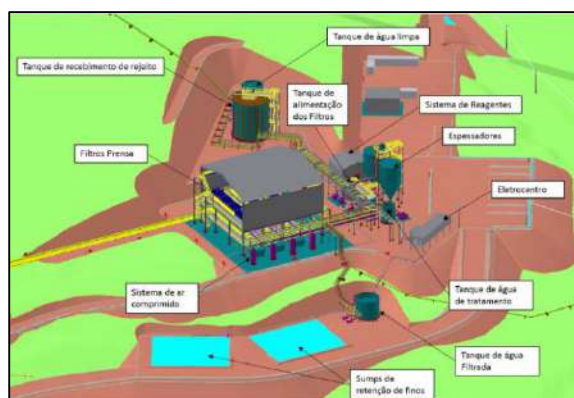 Tanque de água limpa
Tanque de recebimento de rejeito
Tanque de
alimentação
dos Filtros
Sistema de Reagentes
Filtros Prensa
Espessadores
Eletrocentro
Sistema de ar
comprimido
Tanque de água
de tratamento
Tanque de água
Filtrada
Sumps de
retenção de finos